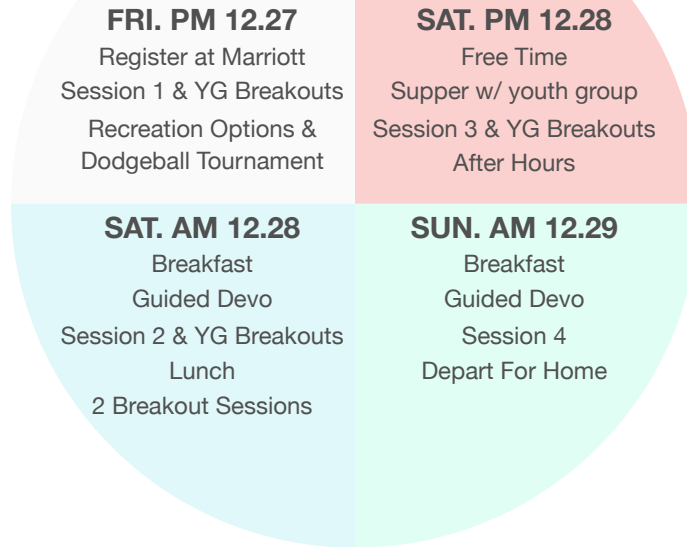 FRI. PM 12.27
Register at Marriott
Session 1 & YG Breakouts
Recreation Options &
Dodgeball Tournament
SAT. PM 12.28
Free Time
Supper w/ youth group
Session 3 & YG Breakouts
After Hours
SAT. AM 12.28
Breakfast
Guided Devo
Session 2 & YG Breakouts
Lunch
2 Breakout Sessions
SUN. AM 12.29
Breakfast
Guided Devo
Session 4
Depart For Home